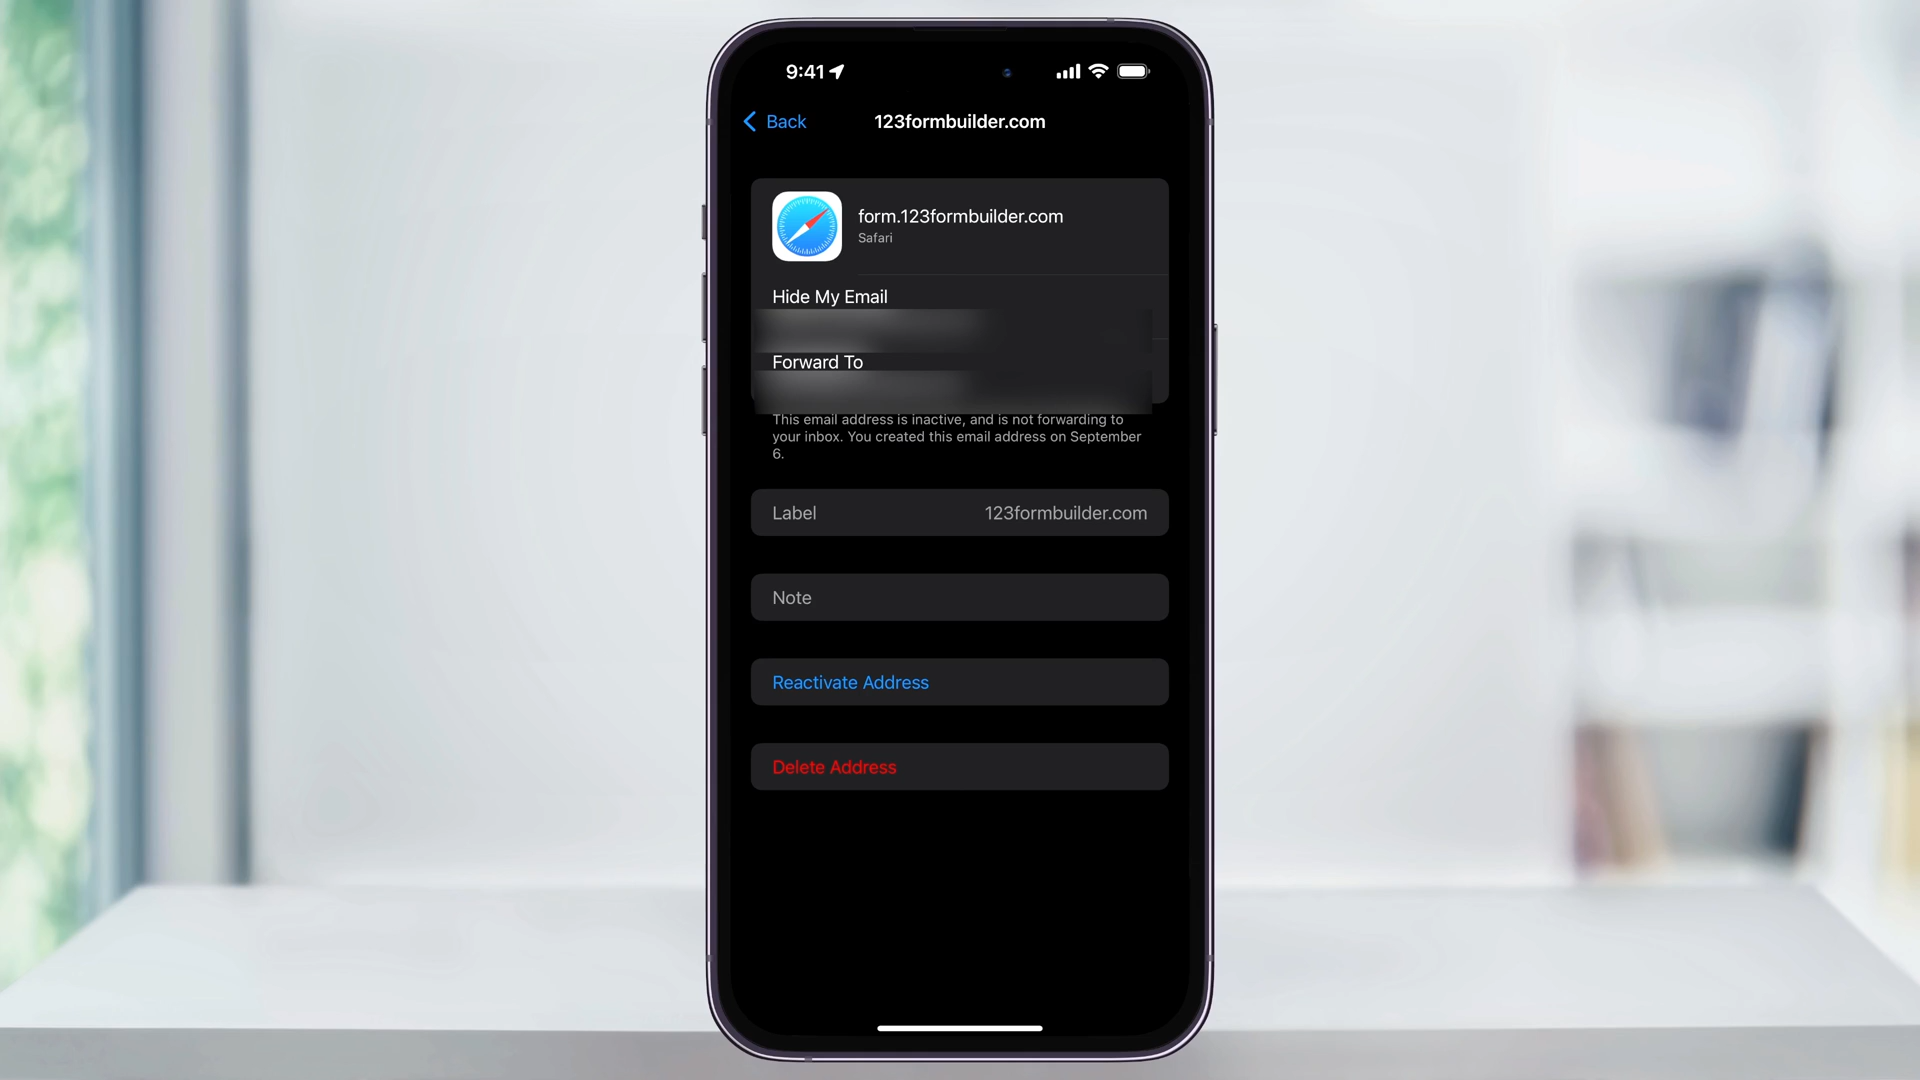 9:41
Back
123formbuilder.com
form.123formbuilder.com
Safari
Hide My Email
Forward To
This email address is inactive, and is not forwarding to
your inbox. You created this email address on September
6.
Label 123formbuilder.com
Note
Reactivate Address
Delete Address